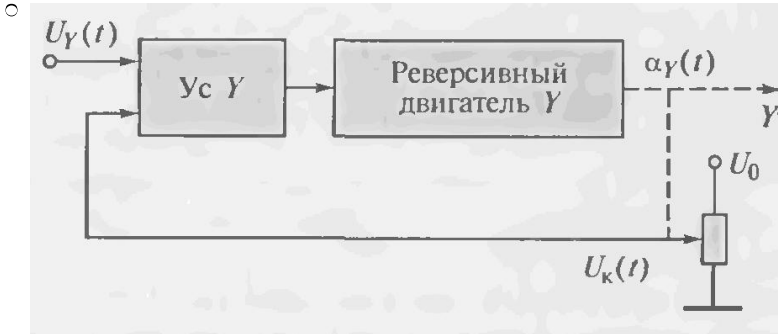 U_Y(t)
Ус Y
Реверсивный
двигатель Y
α_Y(t)
Y
U_0
U_к(t)